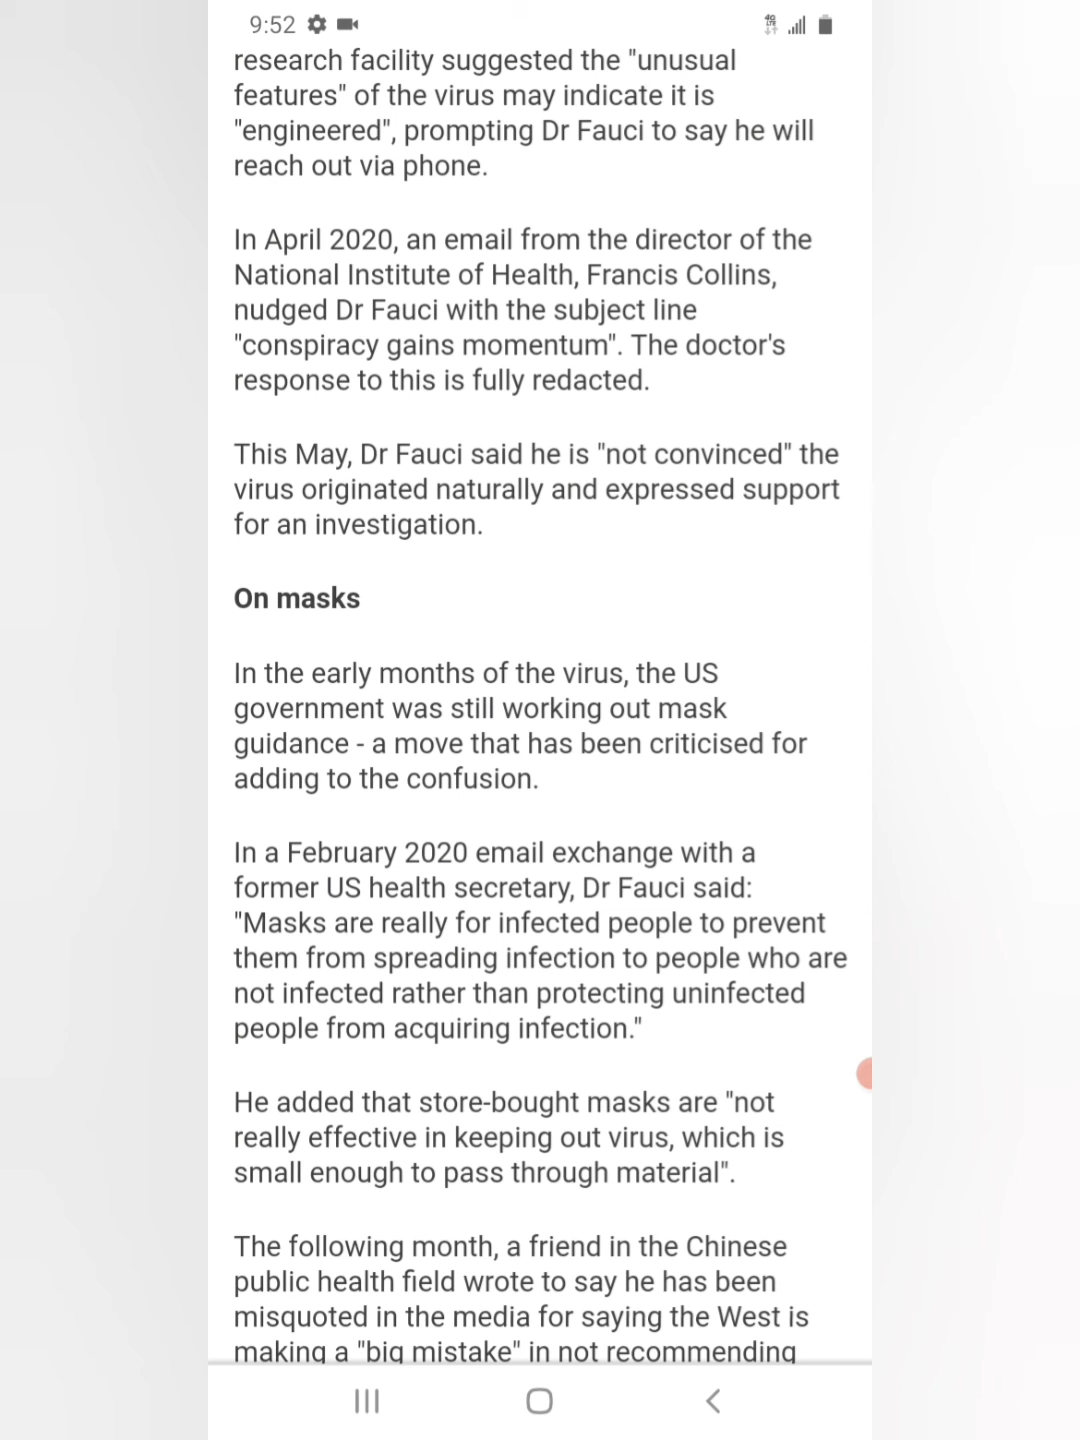 9:52
research facility suggested the "unusual
features" of the virus may indicate it is
"engineered", prompting Dr Fauci to say he will
reach out via phone.
In April 2020, an email from the director of the
National Institute of Health, Francis Collins,
nudged Dr Fauci with the subject line
"conspiracy gains momentum". The doctor's
response to this is fully redacted.
This May, Dr Fauci said he is "not convinced" the
virus originated naturally and expressed support
for an investigation.
On masks
In the early months of the virus, the US
government was still working out mask
guidance - a move that has been criticised for
adding to the confusion.
In a February 2020 email exchange with a
former US health secretary, Dr Fauci said:
"Masks are really for infected people to prevent
them from spreading infection to people who are
not infected rather than protecting uninfected
people from acquiring infection."
He added that store-bought masks are "not
really effective in keeping out virus, which is
small enough to pass through material".
The following month, a friend in the Chinese
public health field wrote to say he has been
misquoted in the media for saying the West is
making a "big mistake" in not recommending